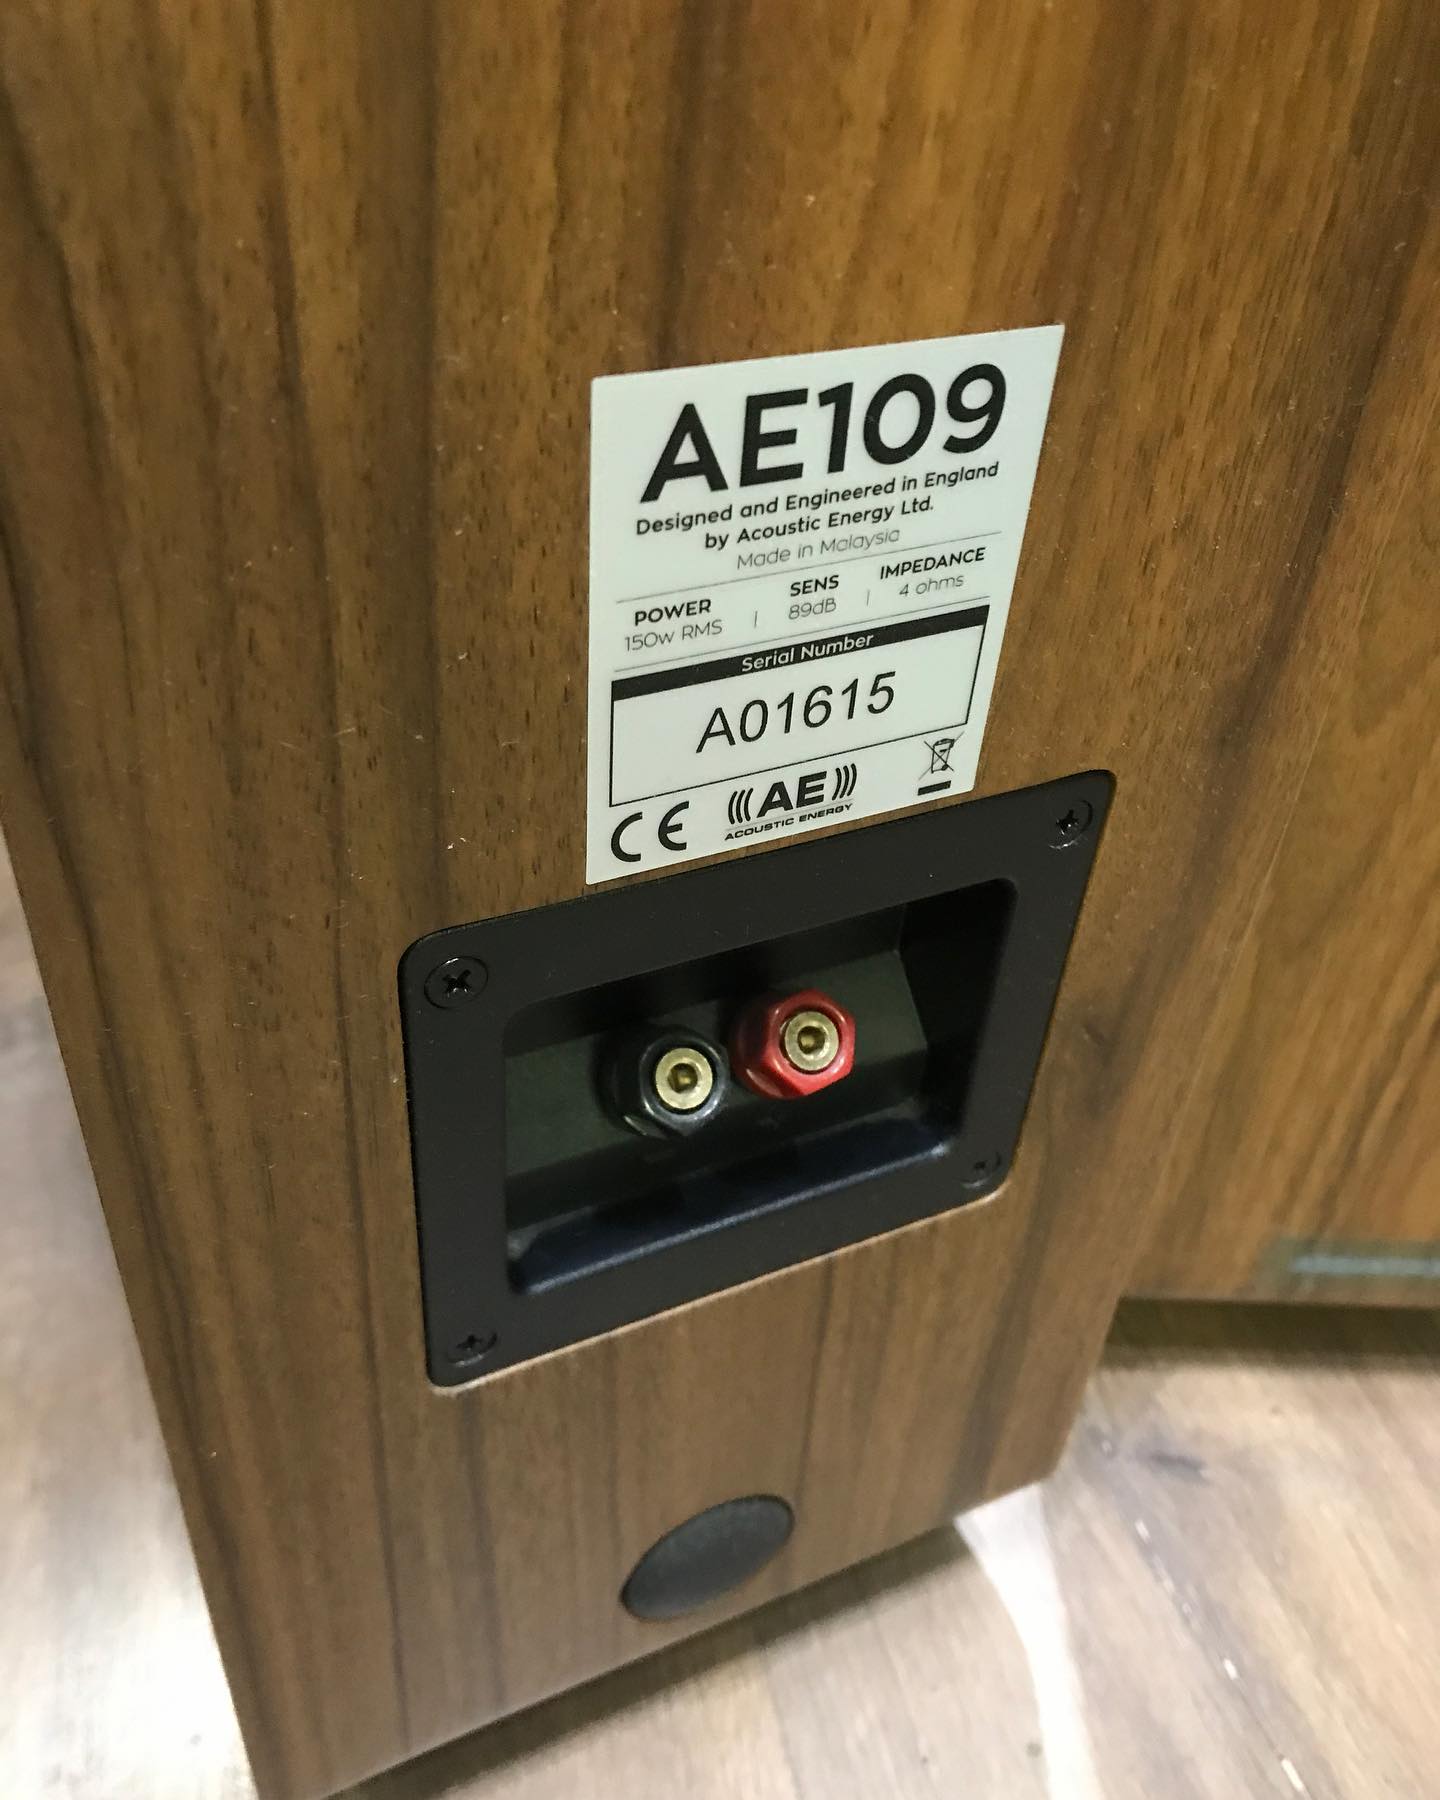 AE109
Designed and Engineered in England
by Acoustic Energy Ltd.
Made in Malaysia
POWER | SENS | IMPEDANCE
150w RMS 89dB 4 ohms
Serial Number
A01615
CE (((AE))) 
ACOUSTIC ENERGY